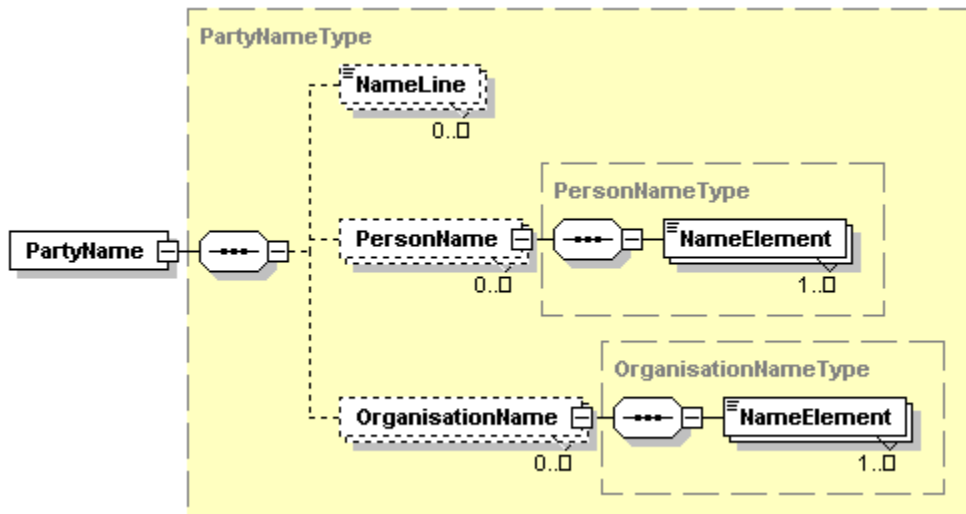 PartyNameType
NameLine
0..□
PersonNameType
PartyName
PersonName
NameElement
0..□
1..□
OrganisationNameType
OrganisationName
NameElement
0..□
1..□